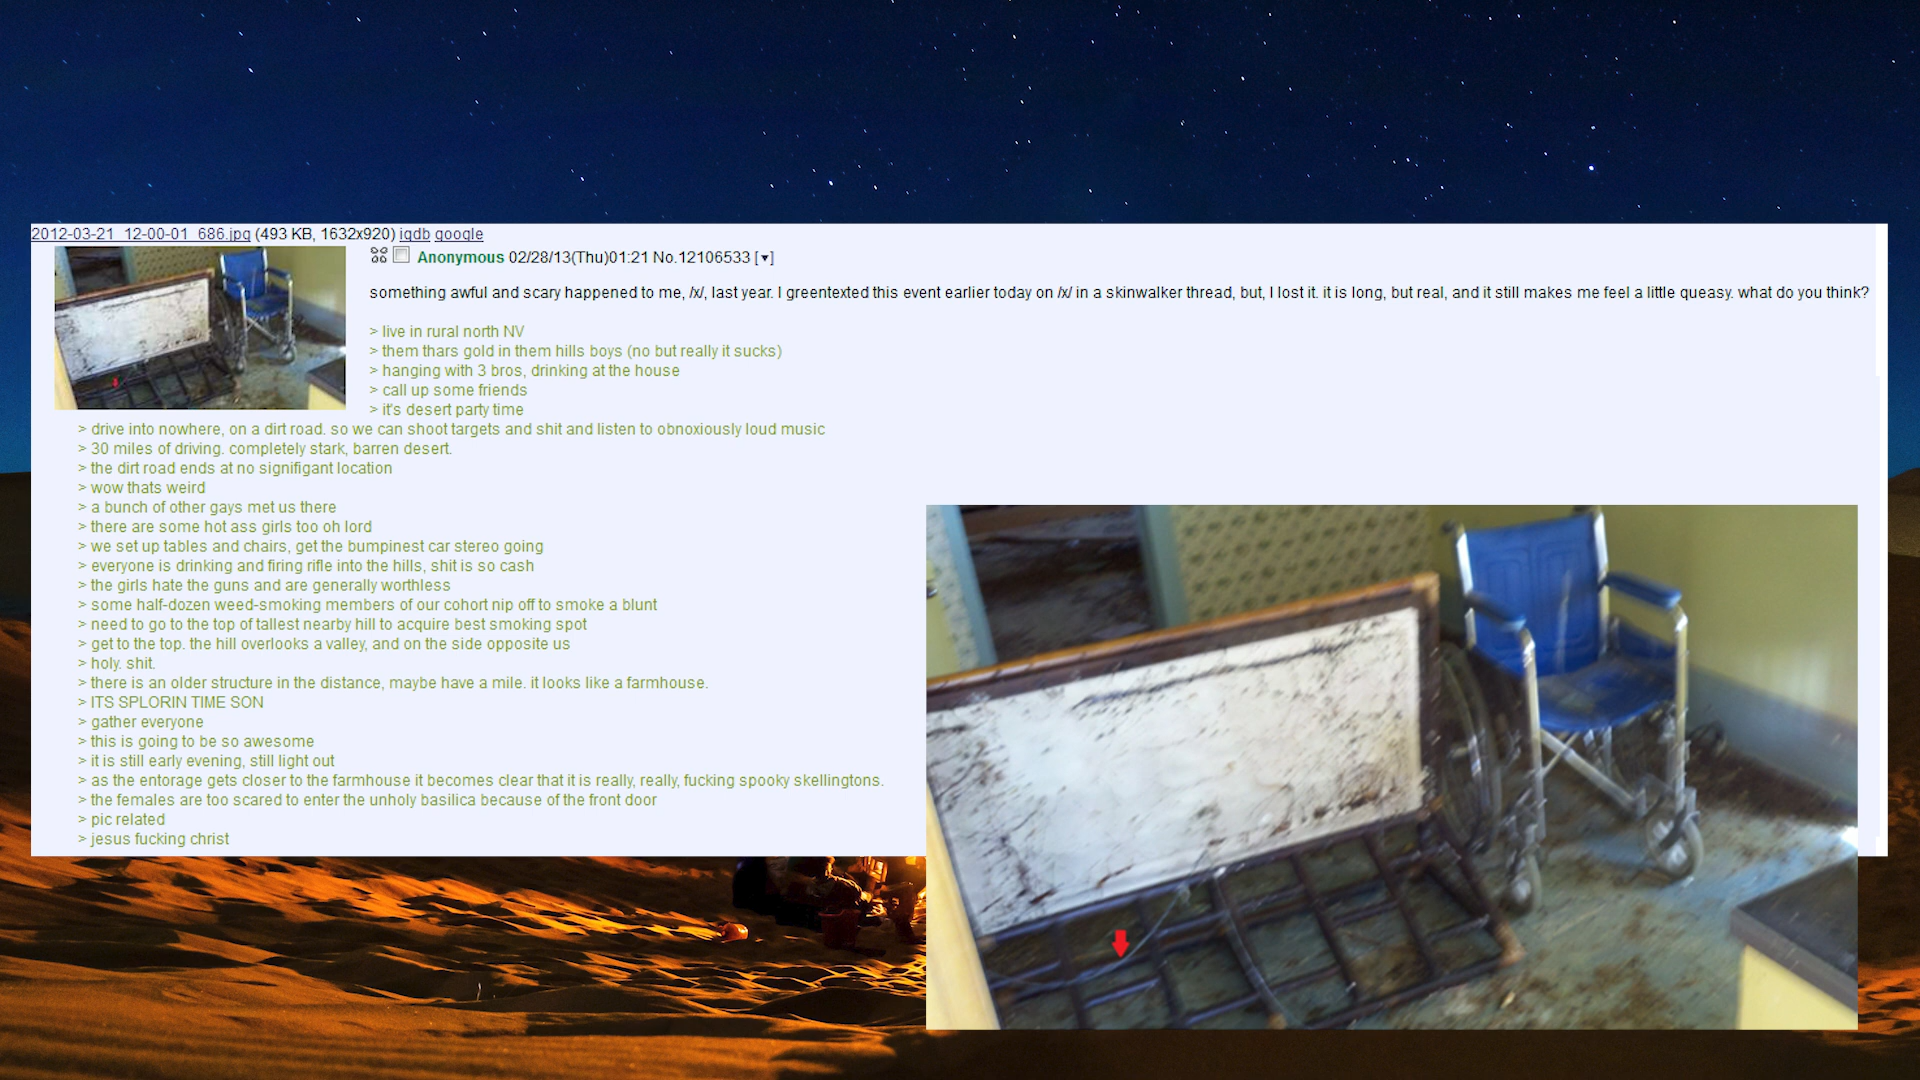 2012-03-21_12-00-01_686.jpg (493 KB, 1632x920) iqdb google
Anonymous 02/28/13(Thu)01:21 No.12106533 [▼]
something awful and scary happened to me, /x/, last year. I greentexted this event earlier today on /x/ in a skinwalker thread, but, I lost it. it is long, but real, and it still makes me feel a little queasy. what do you think?
> live in rural north NV
> them thars gold in them hills boys (no but really it sucks)
> hanging with 3 bros, drinking at the house
> call up some friends
> it's desert party time
> drive into nowhere, on a dirt road. so we can shoot targets and shit and listen to obnoxiously loud music
> 30 miles of driving. completely stark, barren desert.
> the dirt road ends at no signifigant location
> wow thats weird
> a bunch of other gays met us there
> there are some hot ass girls too oh lord
> we set up tables and chairs, get the bumpinest car stereo going
> everyone is drinking and firing rifle into the hills, shit is so cash
> the girls hate the guns and are generally worthless
> some half-dozen weed-smoking members of our cohort nip off to smoke a blunt
> need to go to the top of tallest nearby hill to acquire best smoking spot
> get to the top. the hill overlooks a valley, and on the side opposite us
> holy. shit.
> there is an older structure in the distance, maybe have a mile. it looks like a farmhouse.
> ITS SPLORIN TIME SON
> gather everyone
> this is going to be so awesome
> it is still early evening, still light out
> as the entorage gets closer to the farmhouse it becomes clear that it is really, really, fucking spooky skellingtons.
> the females are too scared to enter the unholy basilica because of the front door
> pic related
> jesus fucking christ